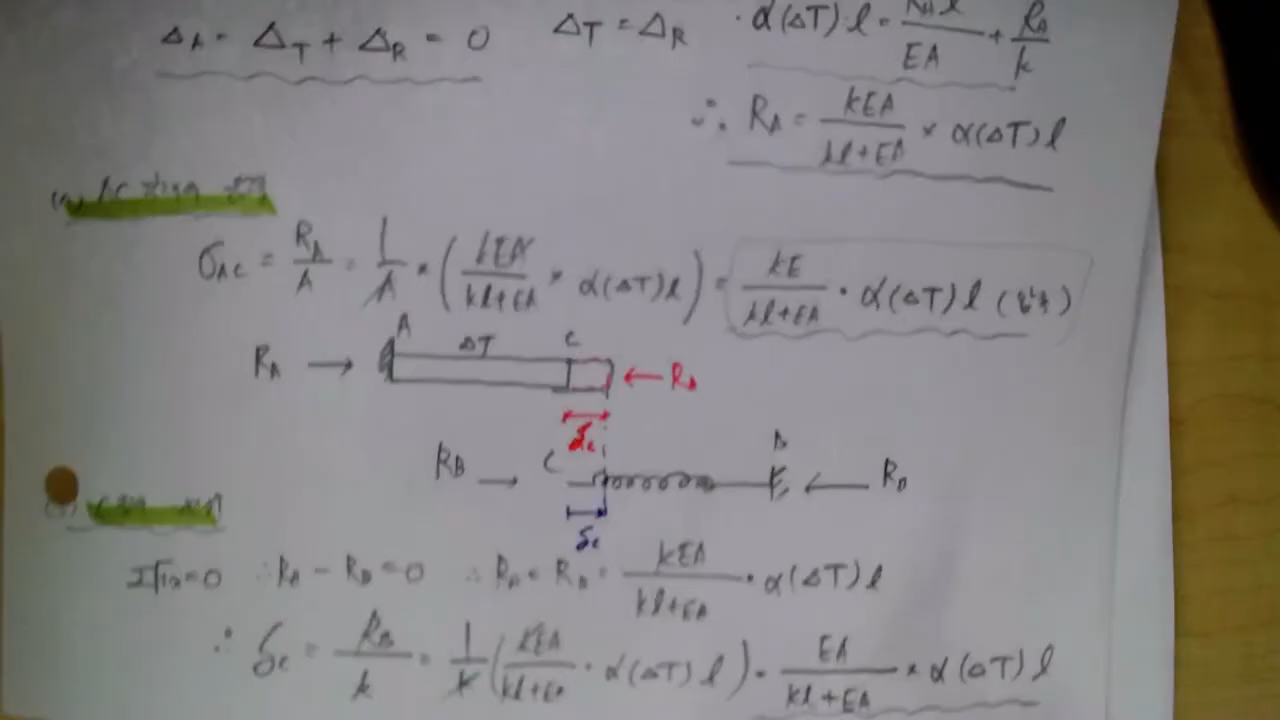 Δ_A = Δ_T + Δ_R = 0 Δ_T = Δ_R · α(ΔT)·l = R_A l / EA + R_A / k
∴ R_A = kEA / (kl+EA) × α(ΔT)l
σ_AC = R_A / A = 1/A × ( kEA / (kl+EA) × α(ΔT)l ) = kE / (kl+EA) · α(ΔT)l
A ΔT C
R_A → ← R_A
δ_c
R_B → C B ← R_B
δ_c
ΣF_x=0 ∴ R_A − R_B = 0 ∴ R_A = R_B = kEA / (kl+EA) · α(ΔT)l
∴ δ_c = R_B / k = 1/k ( kEA / (kl+EA) · α(ΔT)l ) = EA / (kl+EA) × α(ΔT)l